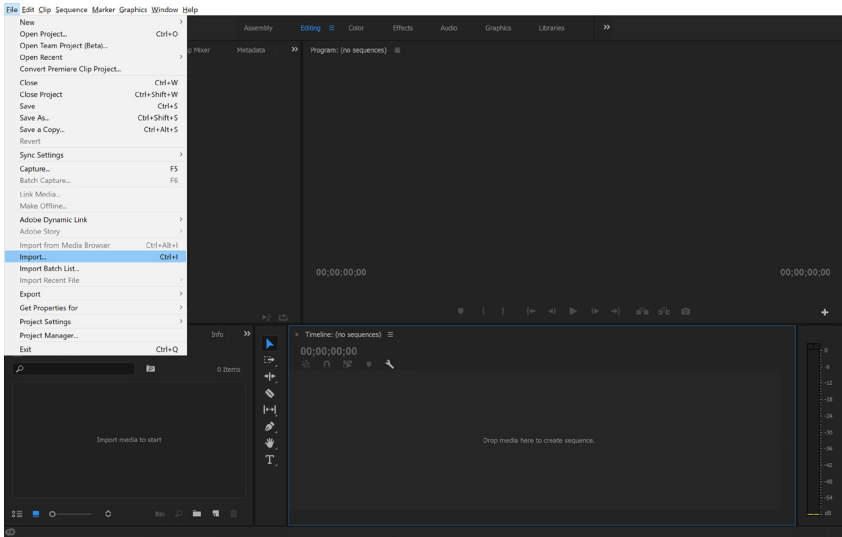 File Edit Clip Sequence Marker Graphics Window Help
New
Open Project... Ctrl+O
Open Team Project (Beta)...
Open Recent
Convert Premiere Clip Project...
Close Ctrl+W
Close Project Ctrl+Shift+W
Save Ctrl+S
Save As... Ctrl+Shift+S
Save a Copy... Ctrl+Alt+S
Revert
Sync Settings
Capture... F5
Batch Capture... F6
Link Media...
Make Offline...
Adobe Dynamic Link
Adobe Story
Import from Media Browser Ctrl+Alt+I
Import... Ctrl+I
Import Batch List...
Import Recent File
Export
Get Properties for
Project Settings
Project Manager...
Exit Ctrl+Q
Assembly Editing Color Effects Audio Graphics Libraries
p Mixer Metadata Program: (no sequences)
00;00;00;00 00;00;00;00
Info
0 Items
Import media to start
Timeline: (no sequences)
00;00;00;00
Drop media here to create sequence.
0
-6
-12
-18
-24
-30
-36
-42
-48
-54
dB